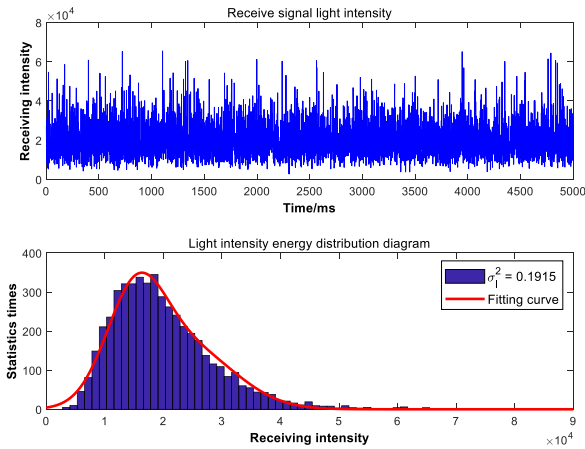 Receive signal light intensity
×10^4
8
6
4
2
0
Receiving intensity
0 500 1000 1500 2000 2500 3000 3500 4000 4500 5000
Time/ms
Light intensity energy distribution diagram
400
300
200
100
0
Statistics times
σ_I^2 = 0.1915
Fitting curve
0 1 2 3 4 5 6 7 8 9
×10^4
Receiving intensity